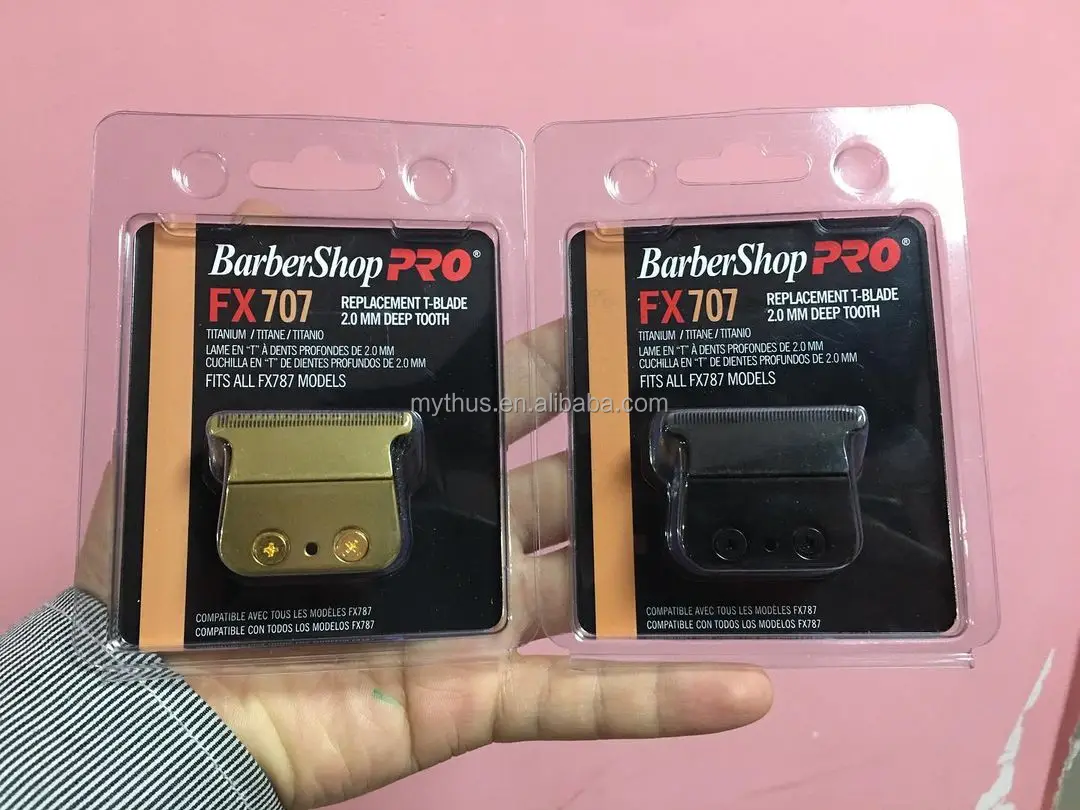 BarberShop PRO®
FX707
REPLACEMENT T-BLADE
2.0 MM DEEP TOOTH
TITANIUM / TITANE / TITANIO
LAME EN "T" À DENTS PROFONDES DE 2.0 MM
CUCHILLA EN "T" DE DIENTES PROFUNDOS DE 2.0 MM
FITS ALL FX787 MODELS
COMPATIBLE AVEC TOUS LES MODÈLES FX787
COMPATIBLE CON TODOS LOS MODELOS FX787
BarberShop PRO®
FX707
REPLACEMENT T-BLADE
2.0 MM DEEP TOOTH
TITANIUM / TITANE / TITANIO
LAME EN "T" À DENTS PROFONDES DE 2.0 MM
CUCHILLA EN "T" DE DIENTES PROFUNDOS DE 2.0 MM
FITS ALL FX787 MODELS
COMPATIBLE AVEC TOUS LES MODÈLES FX787
COMPATIBLE CON TODOS LOS MODELOS FX787
mythus.en.alibaba.com